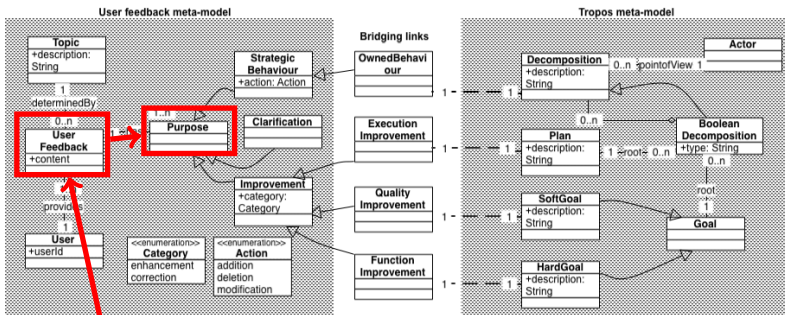 User feedback meta-model
Topic
+description:
String
1
determinedBy
0..n
User
Feedback
+content
provides
1
User
+userId
1
1..n
Purpose
Strategic
Behaviour
+action: Action
Clarification
Improvement
+category:
Category
<<enumeration>>
Category
enhancement
correction
<<enumeration>>
Action
addition
deletion
modification
Bridging links
OwnedBehavi
our
Execution
Improvement
Quality
Improvement
Function
Improvement
1
1
1
1
1
1
1
1
Tropos meta-model
Decomposition
+description:
String
0..n
pointofView
1
Actor
0..n
Boolean
Decomposition
+type: String
0..n
Plan
+description:
String
1
root
0..n
root
1
SoftGoal
+description:
String
Goal
HardGoal
+description:
String